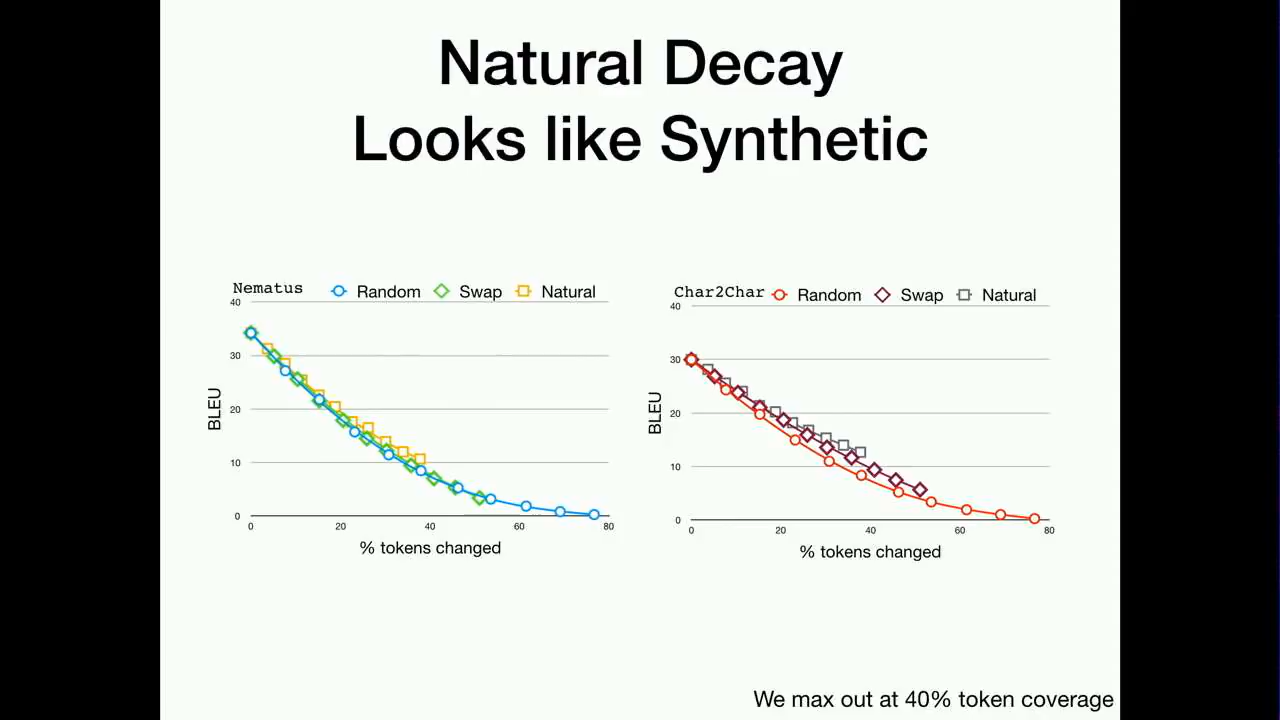 Natural Decay
Looks like Synthetic
Nematus
Random
Swap
Natural
40
30
20
10
0
BLEU
0
20
40
60
80
% tokens changed
Char2Char
Random
Swap
Natural
40
30
20
10
0
BLEU
0
20
40
60
80
% tokens changed
We max out at 40% token coverage